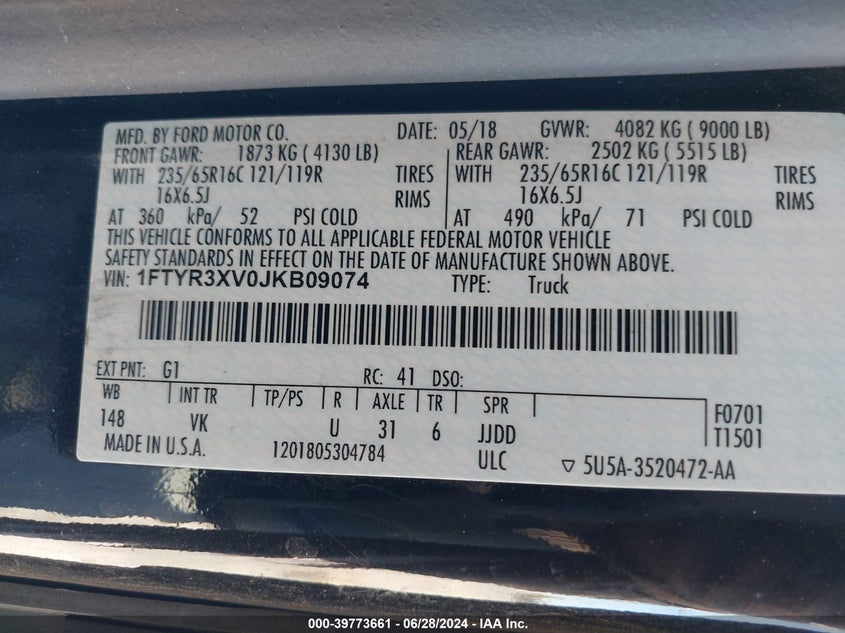 MFD. BY FORD MOTOR CO. DATE: 05/18 GVWR: 4082 KG ( 9000 LB)
FRONT GAWR: 1873 KG ( 4130 LB) REAR GAWR: 2502 KG ( 5515 LB)
WITH 235/65R16C 121/119R TIRES WITH 235/65R16C 121/119R TIRES
16X6.5J RIMS 16X6.5J RIMS
AT 360 kPa/ 52 PSI COLD AT 490 kPa/ 71 PSI COLD
THIS VEHICLE CONFORMS TO ALL APPLICABLE FEDERAL MOTOR VEHICLE
SAFETY STANDARDS IN EFFECT ON THE DATE OF MANUFACTURE SHOWN ABOVE.
VIN: 1FTYR3XV0JKB09074 TYPE: Truck
EXT PNT: G1 RC: 41 DSO:
WB INT TR TP/PS R AXLE TR SPR F0701
148 VK U 31 6 JJDD T1501
MADE IN U.S.A. 1201805304784 ULC ▽ 5U5A-3520472-AA
000-39773661 / 06/28/2024 / IAA Inc.